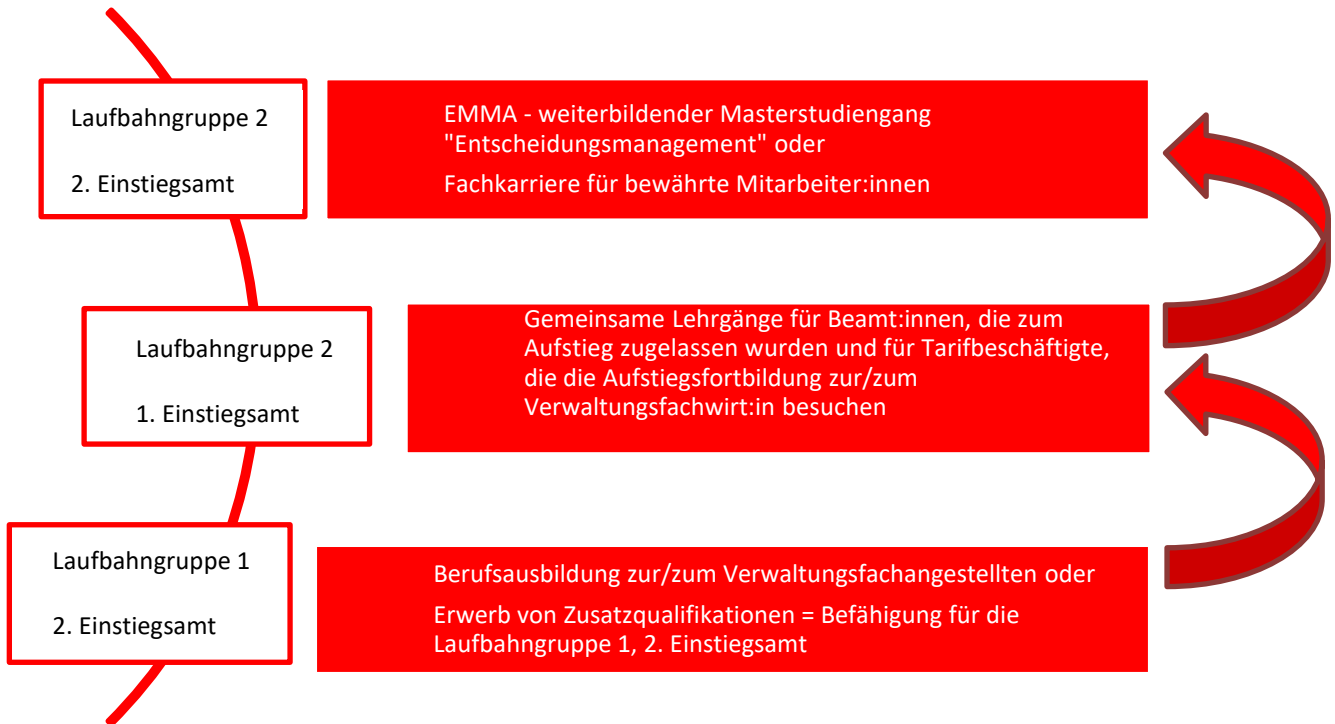 Laufbahngruppe 2
2. Einstiegsamt
EMMA - weiterbildender Masterstudiengang
"Entscheidungsmanagement" oder
Fachkarriere für bewährte Mitarbeiter:innen
Laufbahngruppe 2
1. Einstiegsamt
Gemeinsame Lehrgänge für Beamt:innen, die zum
Aufstieg zugelassen wurden und für Tarifbeschäftigte,
die die Aufstiegsfortbildung zur/zum
Verwaltungsfachwirt:in besuchen
Laufbahngruppe 1
2. Einstiegsamt
Berufsausbildung zur/zum Verwaltungsfachangestellten oder
Erwerb von Zusatzqualifikationen = Befähigung für die
Laufbahngruppe 1, 2. Einstiegsamt